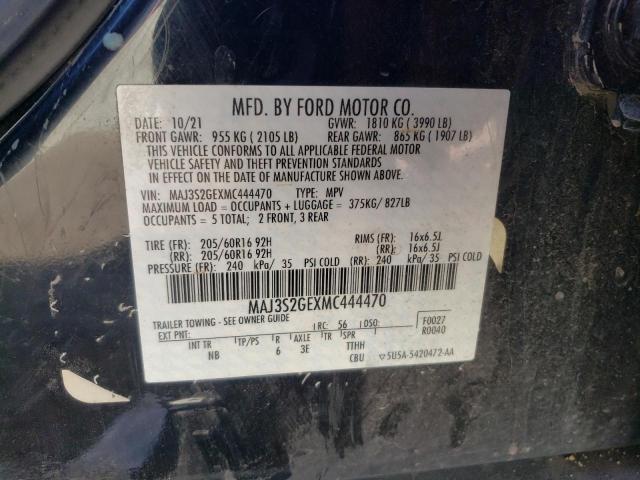 MFD. BY FORD MOTOR CO.
DATE: 10/21 GVWR: 1810 KG ( 3990 LB)
FRONT GAWR: 955 KG ( 2105 LB) REAR GAWR: 865 KG ( 1907 LB)
THIS VEHICLE CONFORMS TO ALL APPLICABLE FEDERAL MOTOR
VEHICLE SAFETY AND THEFT PREVENTION STANDARDS
IN EFFECT ON THE DATE OF MANUFACTURE SHOWN ABOVE.
VIN: MAJ3S2GEXMC444470 TYPE: MPV
MAXIMUM LOAD = OCCUPANTS + LUGGAGE = 375KG/ 827LB
OCCUPANTS = 5 TOTAL; 2 FRONT, 3 REAR
TIRE (FR): 205/60R16 92H RIMS (FR): 16x6.5J
(RR): 205/60R16 92H (RR): 16x6.5J
PRESSURE (FR): 240 kPa/ 35 PSI COLD (RR): 240 kPa/ 35 PSI COLD
MAJ3S2GEXMC444470
TRAILER TOWING - SEE OWNER GUIDE F0027
EXT PNT: RC: 56 DSO: R0040
INT TR TP/PS R AXLE TR SPR TTHH
NB 6 3E CBU 5U5A-5420472-AA